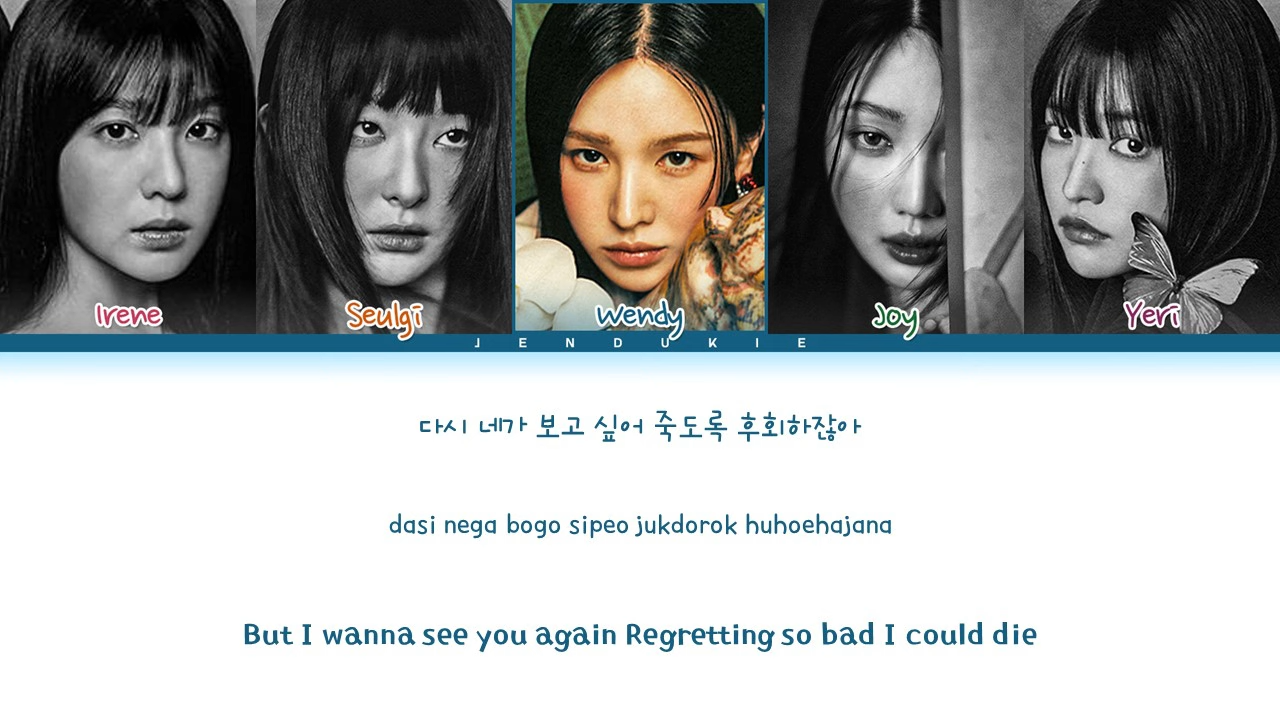 Irene
Seulgi
Wendy
Joy
Yeri
JENDUKIE
다시 네가 보고 싶어 죽도록 후회하잖아
dasi nega bogo sipeo jukdorok huhoehajana
But I wanna see you again Regretting so bad I could die